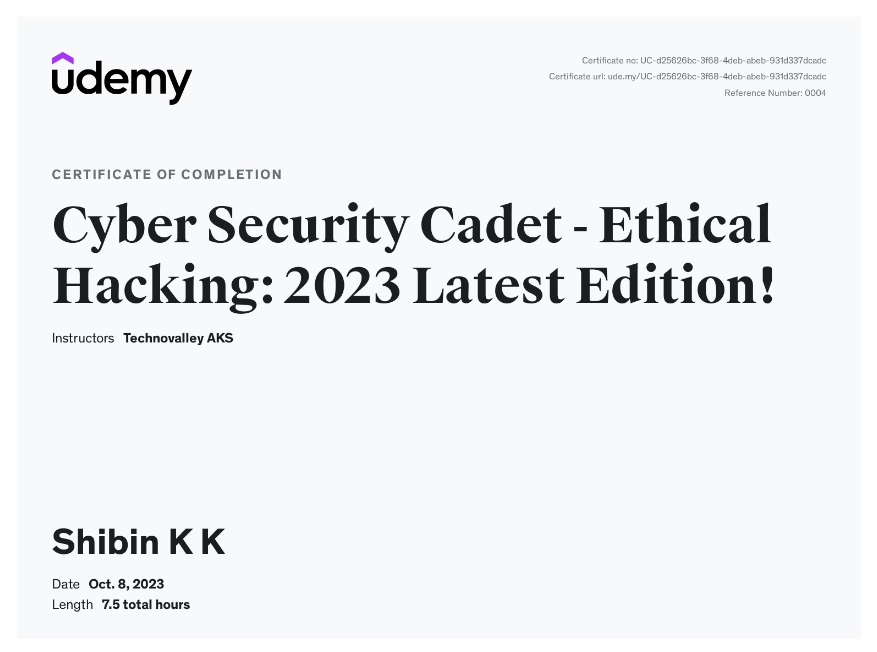 udemy
Certificate no: UC-d25626bc-3f68-4deb-abeb-931d337dcadc
Certificate url: ude.my/UC-d25626bc-3f68-4deb-abeb-931d337dcadc
Reference Number: 0004
CERTIFICATE OF COMPLETION
Cyber Security Cadet - Ethical
Hacking: 2023 Latest Edition!
Instructors Technovalley AKS
Shibin K K
Date Oct. 8, 2023
Length 7.5 total hours